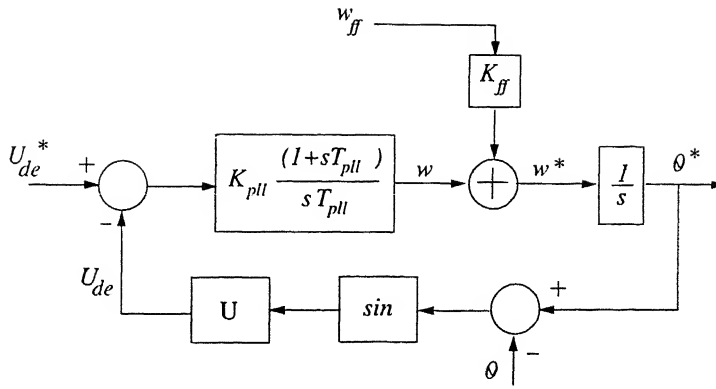 w_ff
K_ff
U_de* + K_pll (1+sT_pll) / sT_pll w + w* 1/s θ*
-
U_de U sin +
θ -